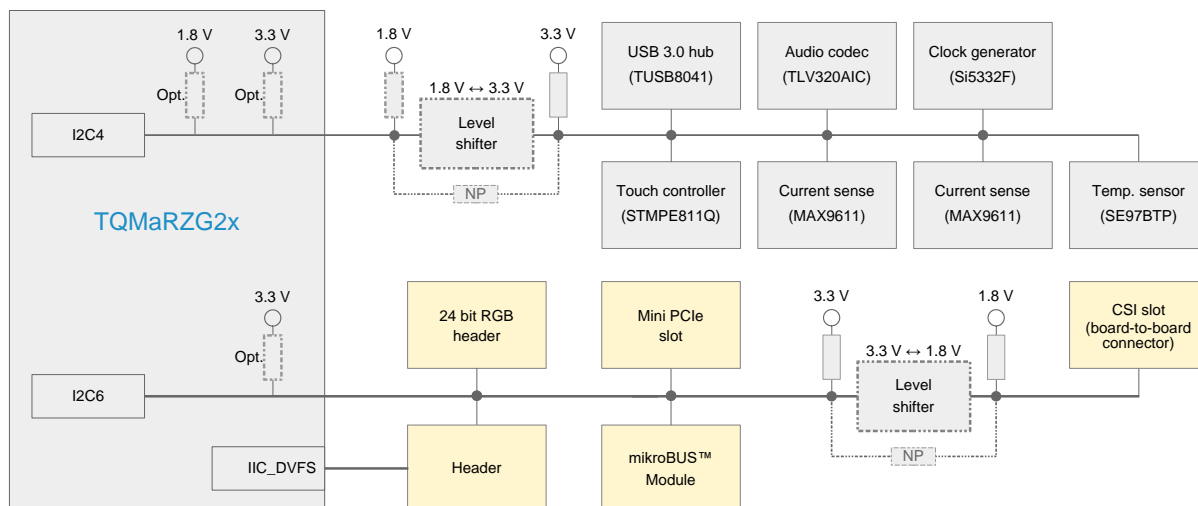 1.8 V
3.3 V
1.8 V
3.3 V
Opt.
Opt.
1.8 V ↔ 3.3 V
I2C4
Level
shifter
NP
USB 3.0 hub
(TUSB8041)
Audio codec
(TLV320AIC)
Clock generator
(Si5332F)
Touch controller
(STMPE811Q)
Current sense
(MAX9611)
Current sense
(MAX9611)
Temp. sensor
(SE97BTP)
TQMaRZG2x
3.3 V
Opt.
I2C6
24 bit RGB
header
Mini PCIe
slot
3.3 V
1.8 V
3.3 V ↔ 1.8 V
Level
shifter
NP
CSI slot
(board-to-board
connector)
IIC_DVFS
Header
mikroBUS™
Module